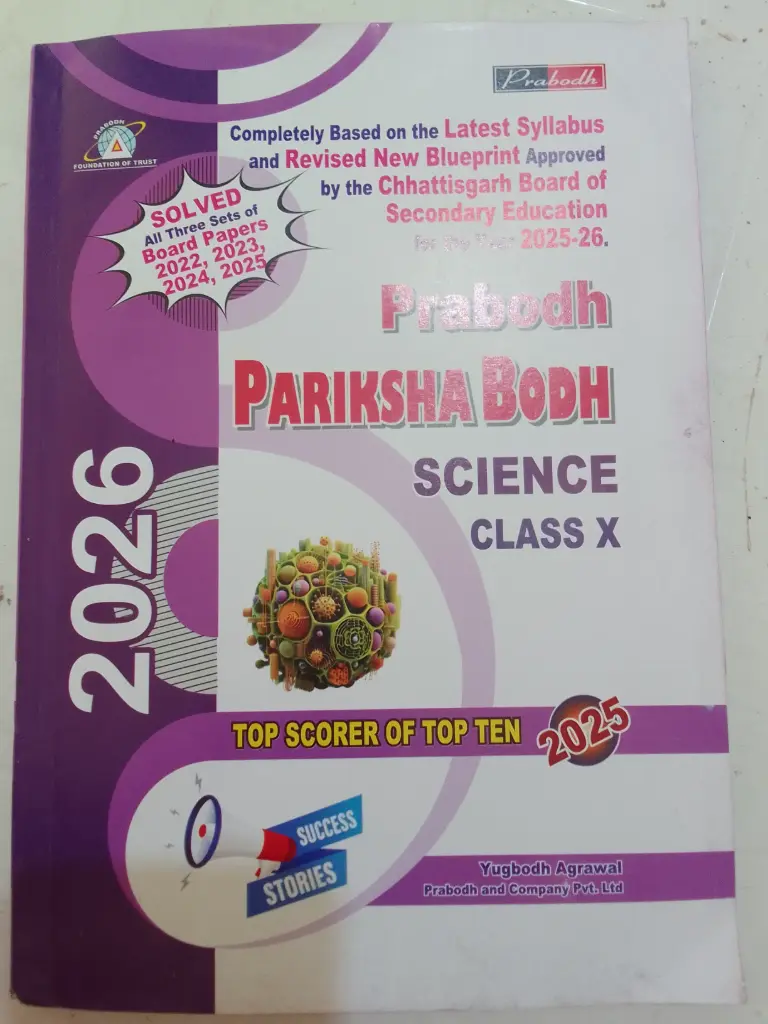 Prabodh
PRABODH
FOUNDATION OF TRUST
Completely Based on the Latest Syllabus
and Revised New Blueprint Approved
by the Chhattisgarh Board of
Secondary Education
for the Year 2025-26.
SOLVED
All Three Sets of
Board Papers
2022, 2023,
2024, 2025
Prabodh
PARIKSHA BODH
SCIENCE
CLASS X
2026
TOP SCORER OF TOP TEN 2025
SUCCESS
STORIES
Yugbodh Agrawal
Prabodh and Company Pvt. Ltd